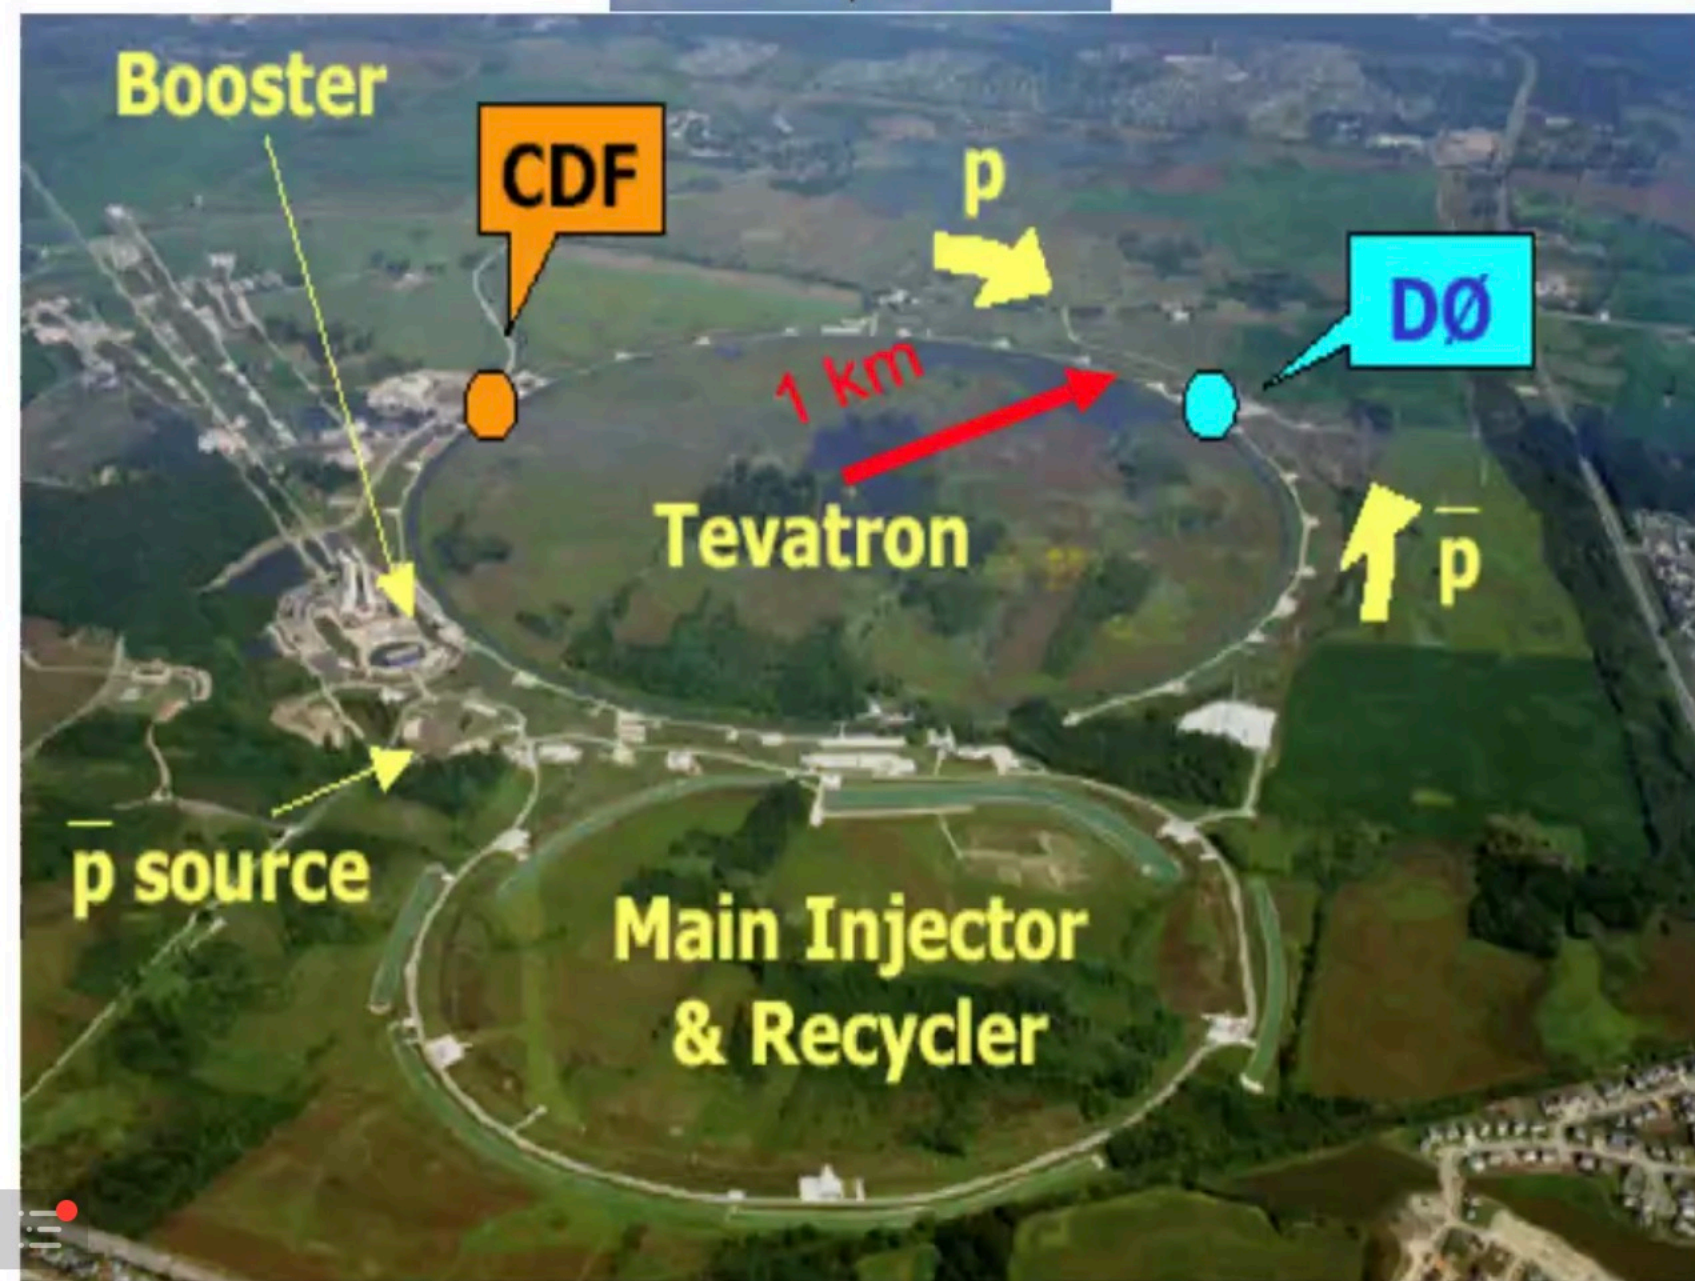 Booster
CDF
p
DØ
1 km
Tevatron
p̅
p̅ source
Main Injector
& Recycler